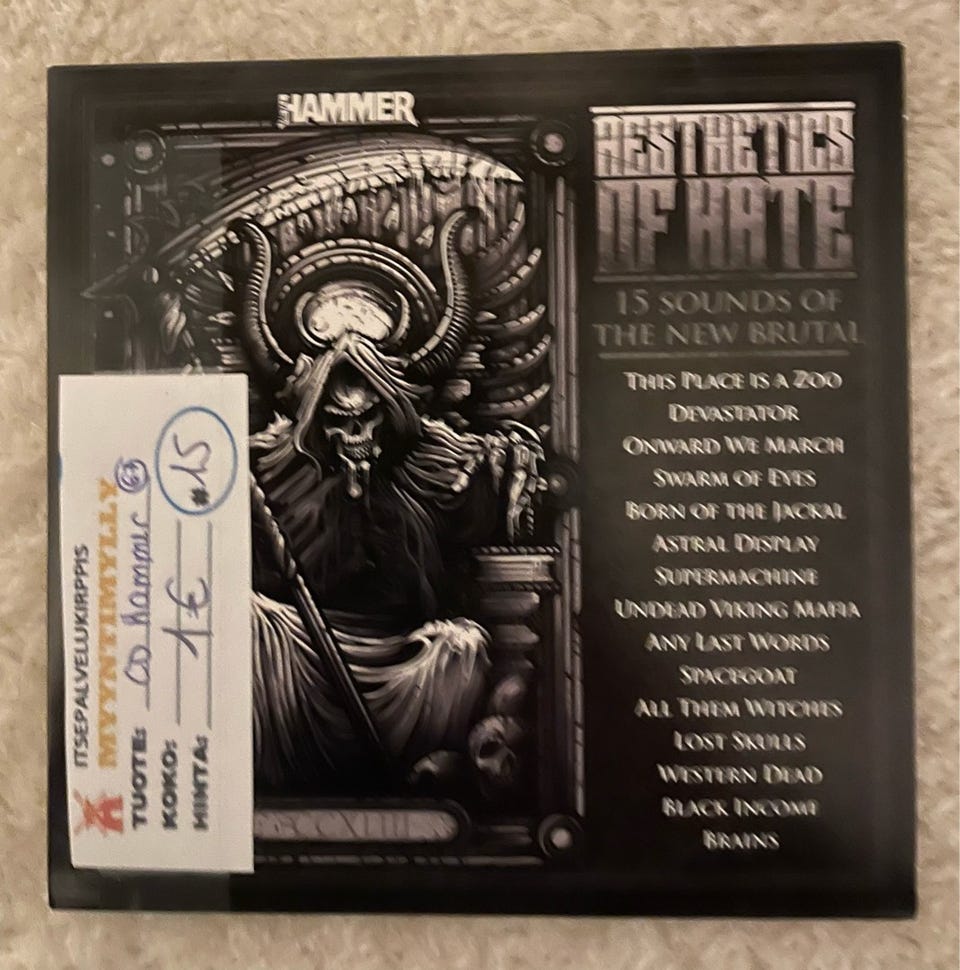 HAMMER
AESTHETICS
OF HATE
15 SOUNDS OF
THE NEW BRUTAL
THIS PLACE IS A ZOO
DEVASTATOR
ONWARD WE MARCH
SWARM OF EYES
BORN OF THE JACKAL
ASTRAL DISPLAY
SUPERMACHINE
UNDEAD VIKING MAFIA
ANY LAST WORDS
SPACEGOAT
ALL THEM WITCHES
LOST SKULLS
WESTERN DEAD
BLACK INCOME
BRAINS
ITSEPALVELUKIRPPIS
MYYNTIMYLLY
TUOTE: CD Hammer 63
KOKO:
HINTA: 1 € #15